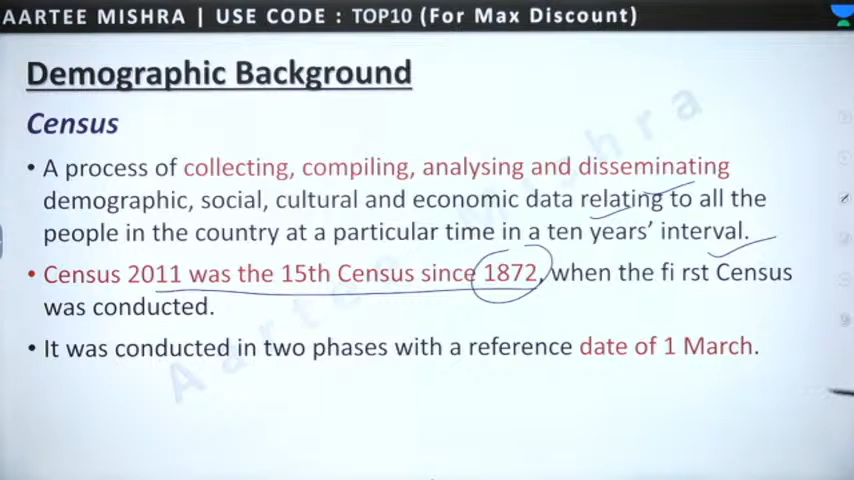 AARTEE MISHRA | USE CODE : TOP10 (For Max Discount)
Demographic Background
Census
• A process of collecting, compiling, analysing and disseminating
demographic, social, cultural and economic data relating to all the
people in the country at a particular time in a ten years’ interval.
• Census 2011 was the 15th Census since 1872, when the fi rst Census
was conducted.
• It was conducted in two phases with a reference date of 1 March.
Aartee Mishra